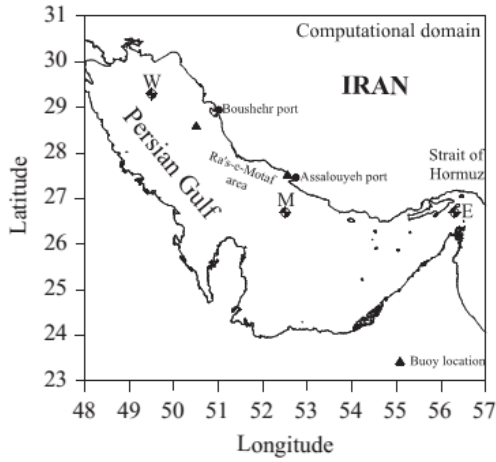 Computational domain
IRAN
W
Boushehr port
Persian Gulf
Ra's-e-Motaf
area
Assalouyeh port
Strait of
Hormuz
M
E
Buoy location
Latitude
31
30
29
28
27
26
25
24
23
48 49 50 51 52 53 54 55 56 57
Longitude